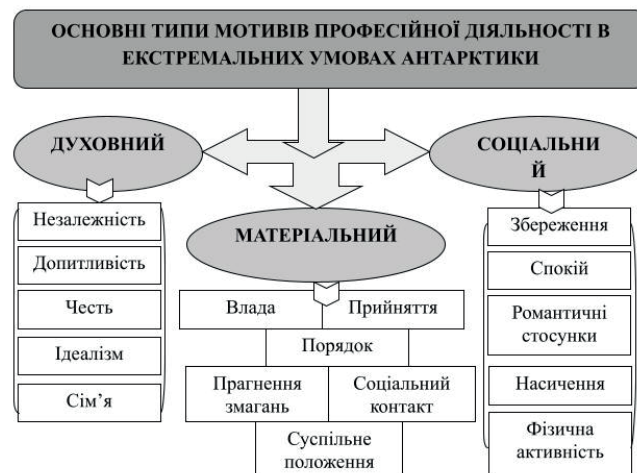 ОСНОВНІ ТИПИ МОТИВІВ ПРОФЕСІЙНОЇ ДІЯЛЬНОСТІ В
ЕКСТРЕМАЛЬНИХ УМОВАХ АНТАРКТИКИ
ДУХОВНИЙ
Незалежність
Допитливість
Честь
Ідеалізм
Сім’я
МАТЕРІАЛЬНИЙ
Влада
Прийняття
Порядок
Прагнення
змагань
Соціальний
контакт
Суспільне
положення
СОЦІАЛЬНИ
Й
Збереження
Спокій
Романтичні
стосунки
Насичення
Фізична
активність